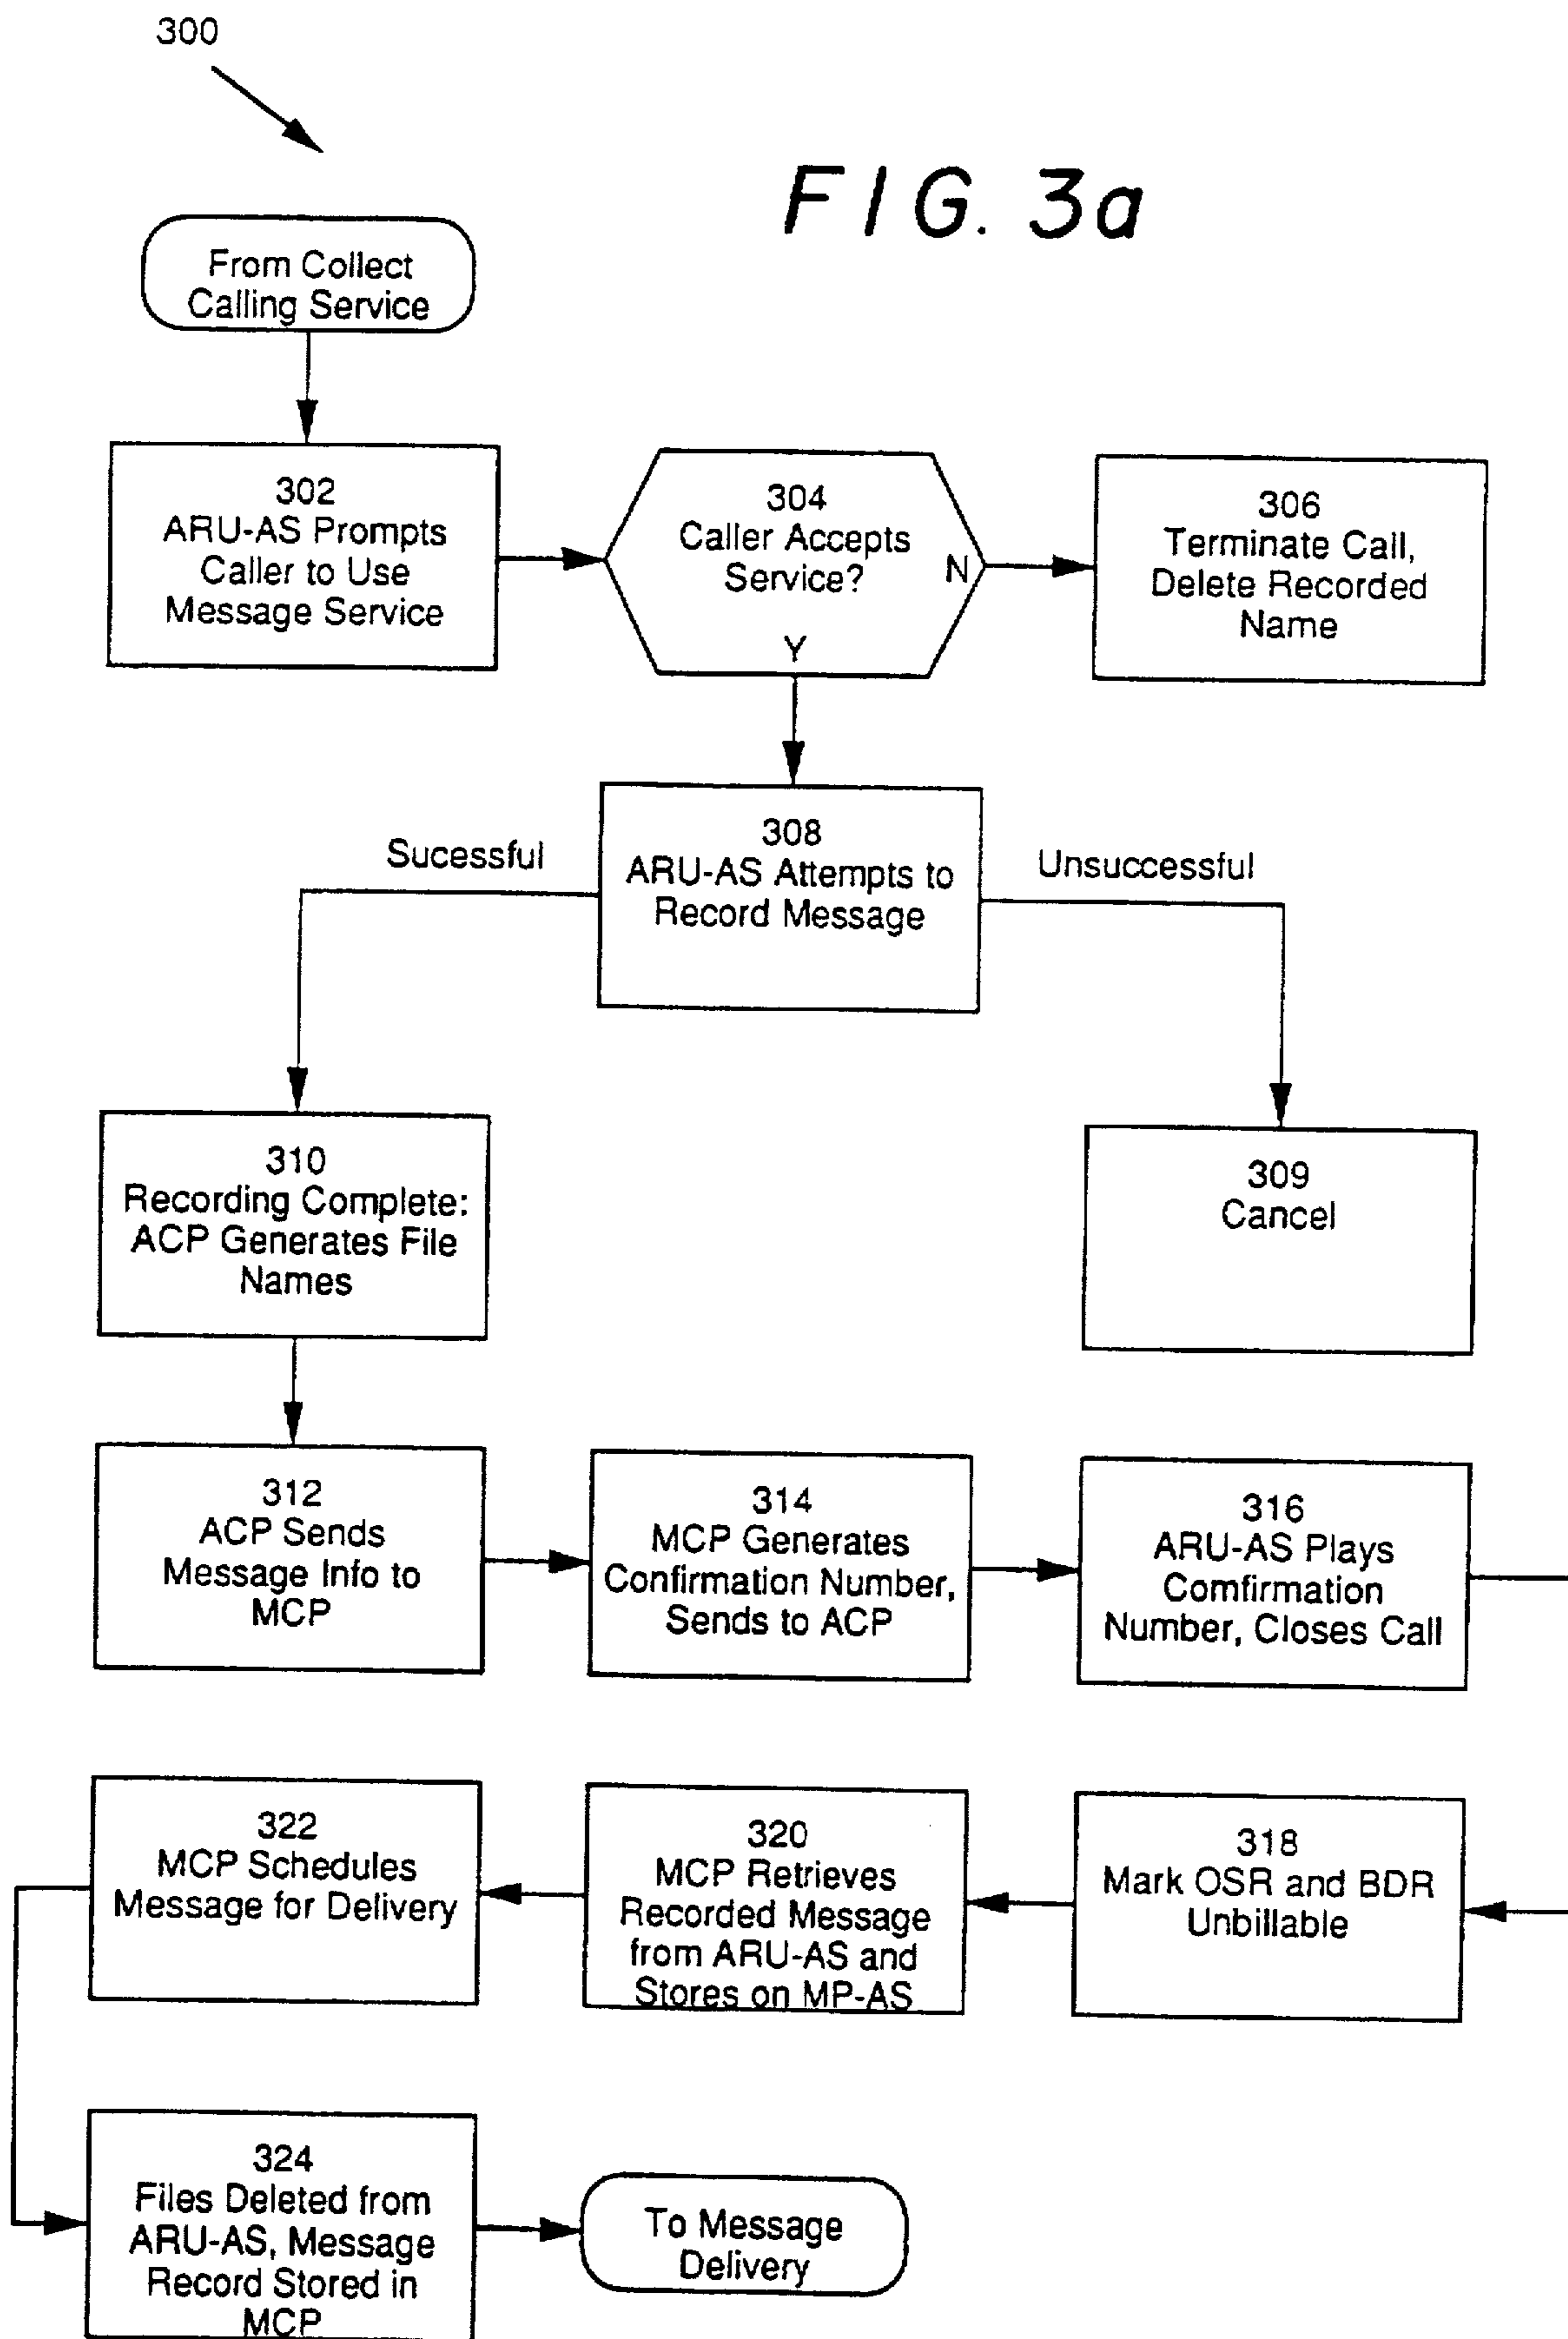 300
FIG. 3a
From Collect
Calling Service
302
ARU-AS Prompts
Caller to Use
Message Service
304
Caller Accepts
Service?
N
Y
306
Terminate Call,
Delete Recorded
Name
308
ARU-AS Attempts to
Record Message
Sucessful
Unsuccessful
310
Recording Complete:
ACP Generates File
Names
309
Cancel
312
ACP Sends
Message Info to
MCP
314
MCP Generates
Confirmation Number,
Sends to ACP
316
ARU-AS Plays
Comfirmation
Number, Closes Call
322
MCP Schedules
Message for Delivery
320
MCP Retrieves
Recorded Message
from ARU-AS and
Stores on MP-AS
318
Mark OSR and BDR
Unbillable
324
Files Deleted from
ARU-AS, Message
Record Stored in
MCP
To Message
Delivery